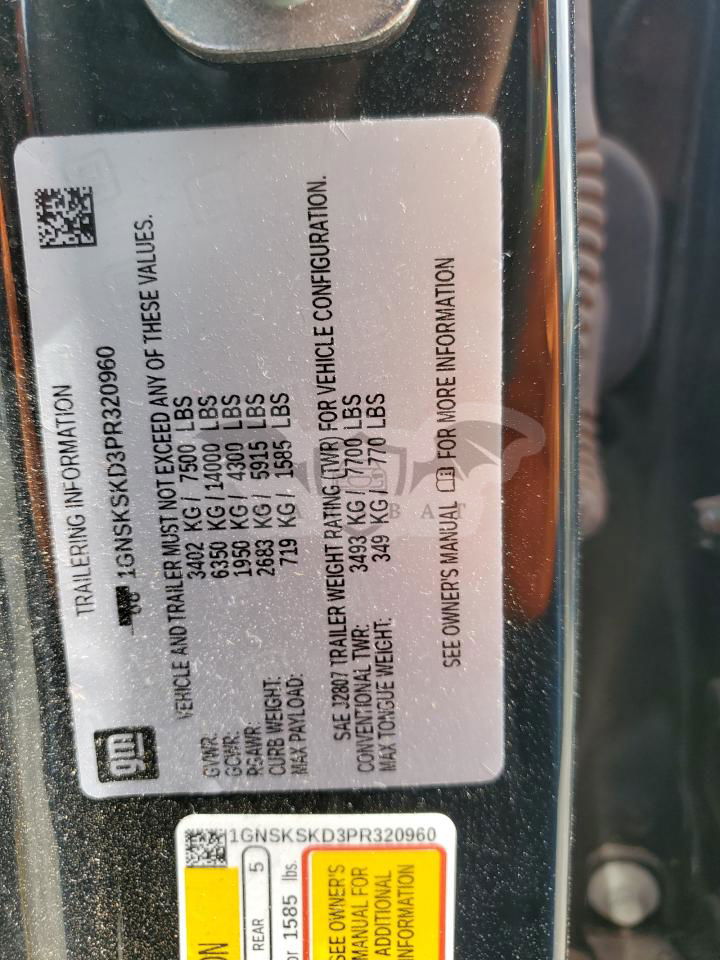 TRAILERING INFORMATION
gm
1GNSKSKD3PR320960
VEHICLE AND TRAILER MUST NOT EXCEED ANY OF THESE VALUES.
GVWR: 3402 KG / 7500 LBS
GCWR: 6350 KG / 14000 LBS
RGAWR: 1950 KG / 4300 LBS
CURB WEIGHT: 2683 KG / 5915 LBS
MAX PAYLOAD: 719 KG / 1585 LBS
SAE J2807 TRAILER WEIGHT RATING (TWR) FOR VEHICLE CONFIGURATION.
CONVENTIONAL TWR: 3493 KG / 7700 LBS
MAX TONGUE WEIGHT: 349 KG / 770 LBS
SEE OWNER'S MANUAL FOR MORE INFORMATION
1GNSKSKD3PR320960
REAR 5
or 1585 lbs.
SEE OWNER'S
MANUAL FOR
ADDITIONAL
INFORMATION